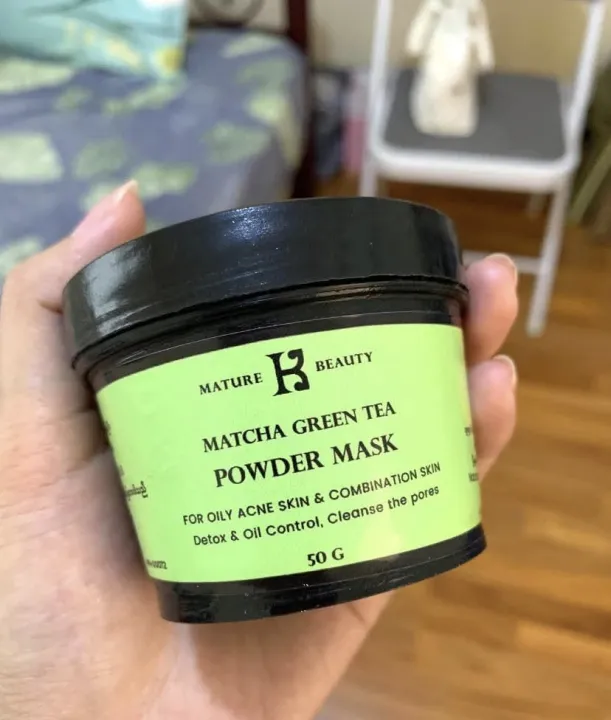 MATURE K BEAUTY
MATCHA GREEN TEA
POWDER MASK
FOR OILY ACNE SKIN & COMBINATION SKIN
Detox & Oil Control, Cleanse the pores
50 G